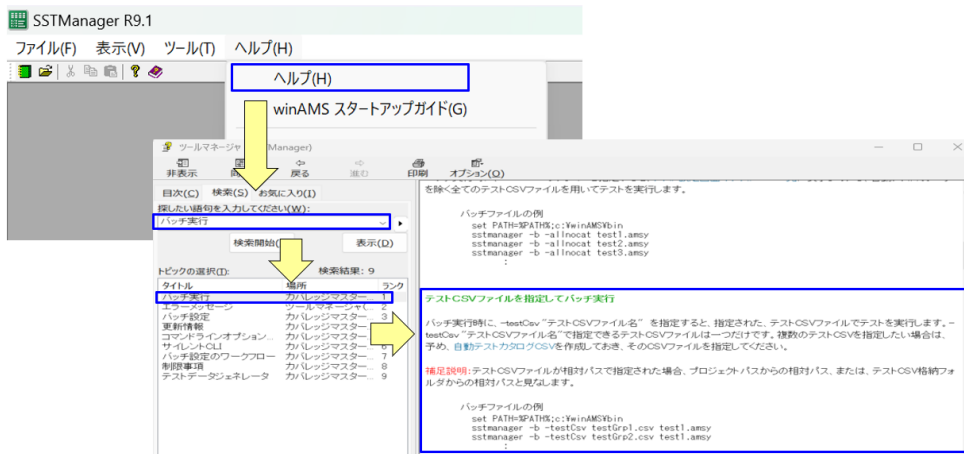 SSTManager R9.1
ファイル(F) 表示(V) ツール(T) ヘルプ(H)
ヘルプ(H)
winAMS スタートアップガイド(G)
ツールマネージャ
Manager)
非表示
戻る
進む
印刷
オプション(O)
目次(C) 検索(S) お気に入り(I)
探したい語句を入力してください(W):
バッチ実行
検索開始(
表示(D)
トピックの選択(T): 検索結果: 9
タイトル 場所 ランク
バッチ実行 カバレッジマスター... 1
エラーメッセージ ツールマネージャ(... 2
バッチ設定 カバレッジマスター... 3
更新情報 カバレッジマスター...
コマンドラインオプション... カバレッジマスター...
サイレントCLI カバレッジマスター... 6
バッチ設定のワークフロー カバレッジマスター... 7
制限事項 カバレッジマスター... 8
テストデータジェネレータ カバレッジマスター... 9
を除く全てのテストCSVファイルを用いてテストを実行します。
バッチファイルの例
set PATH=%PATH%;c:¥winAMS¥bin
sstmanager -b -allnocat test1.amsy
sstmanager -b -allnocat test2.amsy
sstmanager -b -allnocat test3.amsy
:
テストCSVファイルを指定してバッチ実行
バッチ実行時に、-testCsv "テストCSVファイル名" を指定すると、指定された、テストCSVファイルでテストを実行します。-
testCsv "テストCSVファイル名"で指定できるテストCSVファイルは一つだけです。複数のテストCSVを指定したい場合は、
予め、自動テストカタログCSVを作成しておき、そのCSVファイルを指定してください。
補足説明:テストCSVファイルが相対パスで指定された場合、プロジェクトパスからの相対パス、または、テストCSV格納フォ
ルダからの相対パスと見なします。
バッチファイルの例
set PATH=%PATH%;c:¥winAMS¥bin
sstmanager -b -testCsv testGrp1.csv test1.amsy
sstmanager -b -testCsv testGrp2.csv test1.amsy
: